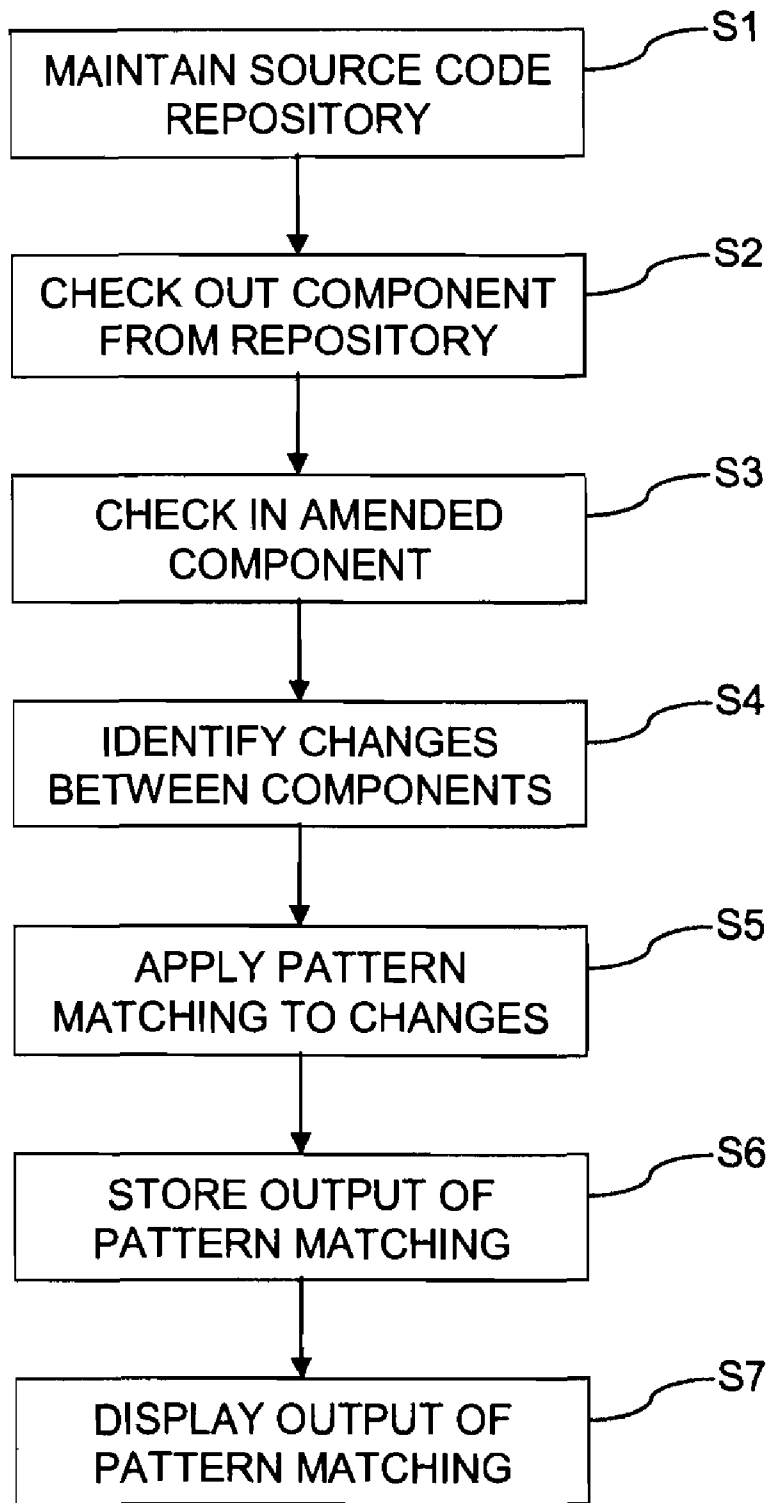 S1
MAINTAIN SOURCE CODE
REPOSITORY
S2
CHECK OUT COMPONENT
FROM REPOSITORY
S3
CHECK IN AMENDED
COMPONENT
S4
IDENTIFY CHANGES
BETWEEN COMPONENTS
S5
APPLY PATTERN
MATCHING TO CHANGES
S6
STORE OUTPUT OF
PATTERN MATCHING
S7
DISPLAY OUTPUT OF
PATTERN MATCHING